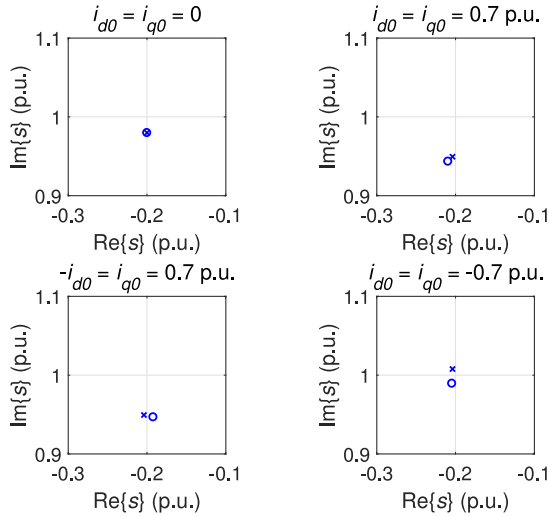 i_d0 = i_q0 = 0
1.1
1
0.9
Im{s} (p.u.)
-0.3 -0.2 -0.1
Re{s} (p.u.)
i_d0 = i_q0 = 0.7 p.u.
1.1
1
0.9
Im{s} (p.u.)
-0.3 -0.2 -0.1
Re{s} (p.u.)
-i_d0 = i_q0 = 0.7 p.u.
1.1
1
0.9
Im{s} (p.u.)
-0.3 -0.2 -0.1
Re{s} (p.u.)
i_d0 = i_q0 = -0.7 p.u.
1.1
1
0.9
Im{s} (p.u.)
-0.3 -0.2 -0.1
Re{s} (p.u.)